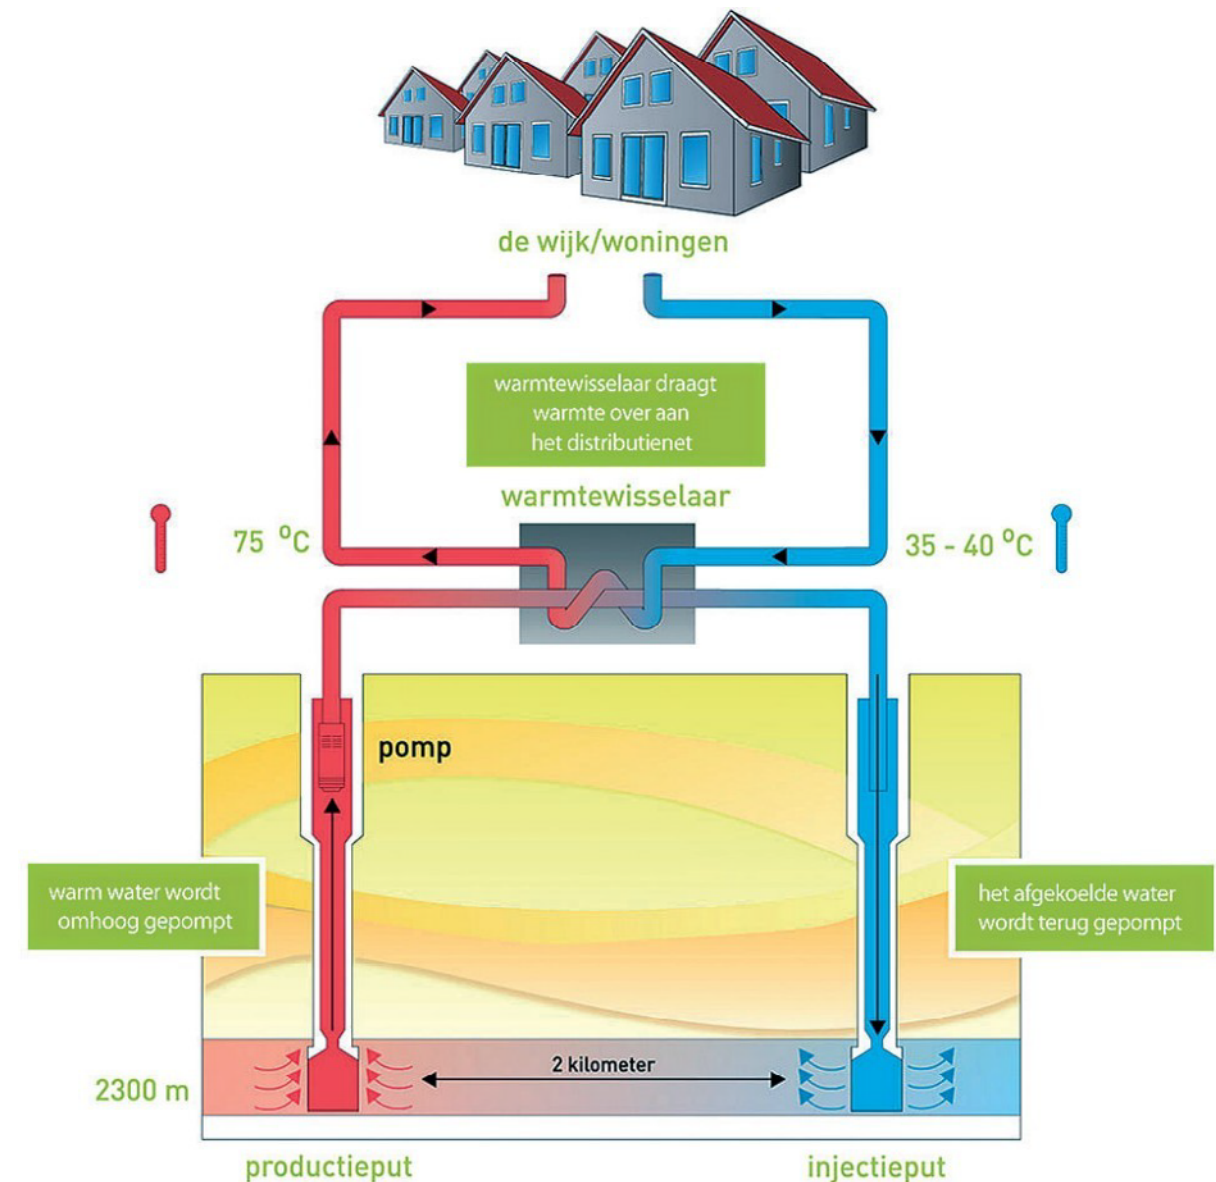 de wijk/woningen
warmtewisselaar draagt
warmte over aan
het distributienet
warmtewisselaar
75 °C
35 - 40 °C
pomp
warm water wordt
omhoog gepompt
het afgekoelde water
wordt terug gepompt
2 kilometer
2300 m
productieput
injectieput